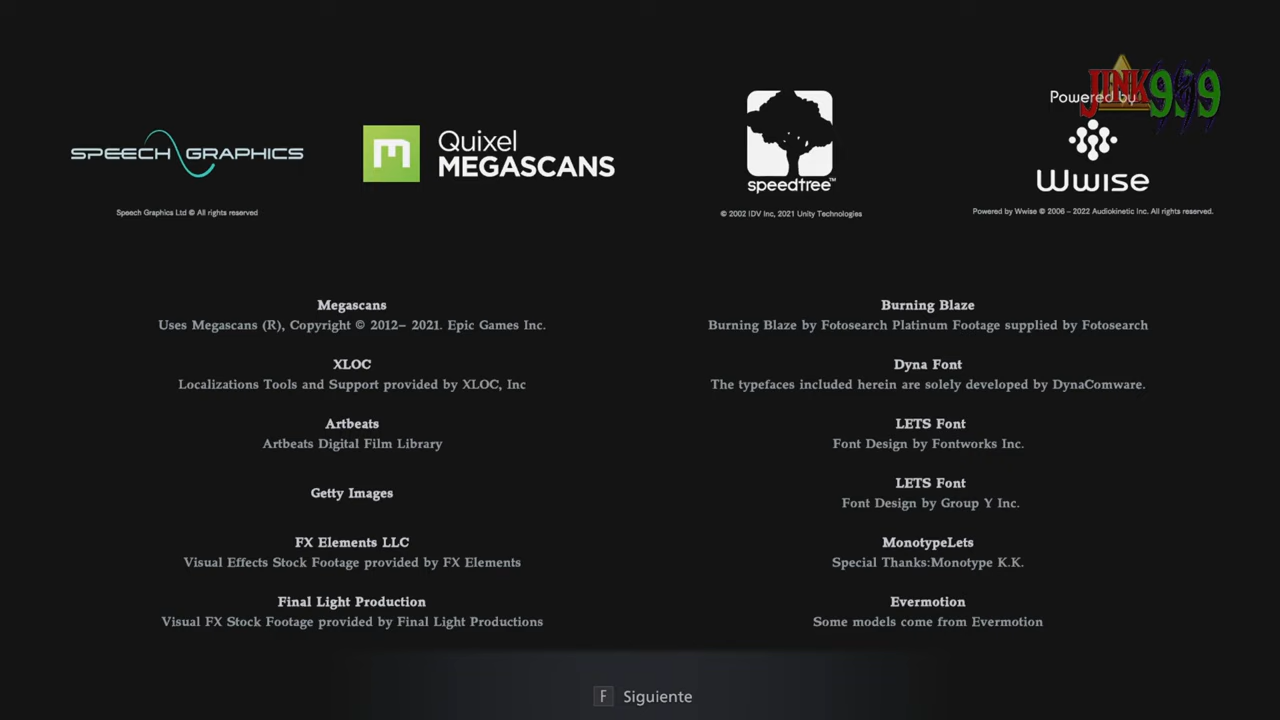 SPEECH GRAPHICS
Speech Graphics Ltd © All rights reserved
Quixel
MEGASCANS
speedtree™
© 2002 IDV Inc, 2021 Unity Technologies
JINK999
Powered by
Wwise
Powered by Wwise © 2006 – 2022 Audiokinetic Inc. All rights reserved.
Megascans
Uses Megascans (R), Copyright © 2012– 2021. Epic Games Inc.
XLOC
Localizations Tools and Support provided by XLOC, Inc
Artbeats
Artbeats Digital Film Library
Getty Images
FX Elements LLC
Visual Effects Stock Footage provided by FX Elements
Final Light Production
Visual FX Stock Footage provided by Final Light Productions
Burning Blaze
Burning Blaze by Fotosearch Platinum Footage supplied by Fotosearch
Dyna Font
The typefaces included herein are solely developed by DynaComware.
LETS Font
Font Design by Fontworks Inc.
LETS Font
Font Design by Group Y Inc.
MonotypeLets
Special Thanks:Monotype K.K.
Evermotion
Some models come from Evermotion
F Siguiente